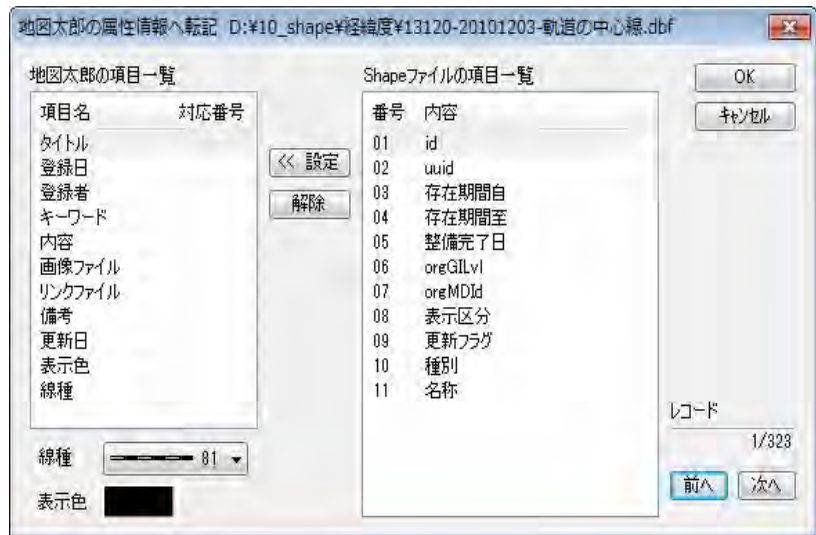 地図太郎の属性情報へ転記 D:¥10_shape¥経緯度¥13120-20101203-軌道の中心線.dbf
地図太郎の項目一覧
項目名 対応番号
タイトル
登録日
登録者
キーワード
内容
画像ファイル
リンクファイル
備考
更新日
表示色
線種
線種 81
表示色
<< 設定
解除
Shapeファイルの項目一覧
番号 内容
01 id
02 uuid
03 存在期間自
04 存在期間至
05 整備完了日
06 orgGILvl
07 orgMDId
08 表示区分
09 更新フラグ
10 種別
11 名称
OK
キャンセル
レコード
1/323
前へ 次へ